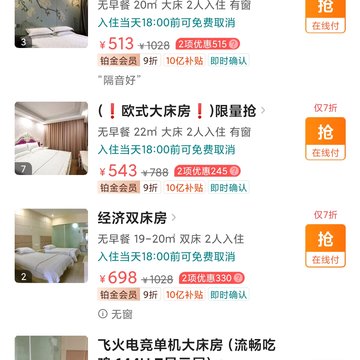 无早餐 20㎡ 大床 2人入住 有窗
入住当天18:00前可免费取消
抢
在线付
3
¥513 ¥1028 2项优惠515
铂金会员 9折 10亿补贴 即时确认
“隔音好”
(❗欧式大床房❗)限量抢
仅7折
无早餐 22㎡ 大床 2人入住 有窗
入住当天18:00前可免费取消
抢
在线付
7
¥543 ¥788 2项优惠245
铂金会员 9折 10亿补贴 即时确认
经济双床房
仅7折
无早餐 19-20㎡ 双床 2人入住
入住当天18:00前可免费取消
抢
在线付
2
¥698 ¥1028 2项优惠330
铂金会员 9折 10亿补贴 即时确认
无窗
飞火电竞单机大床房 (流畅吃